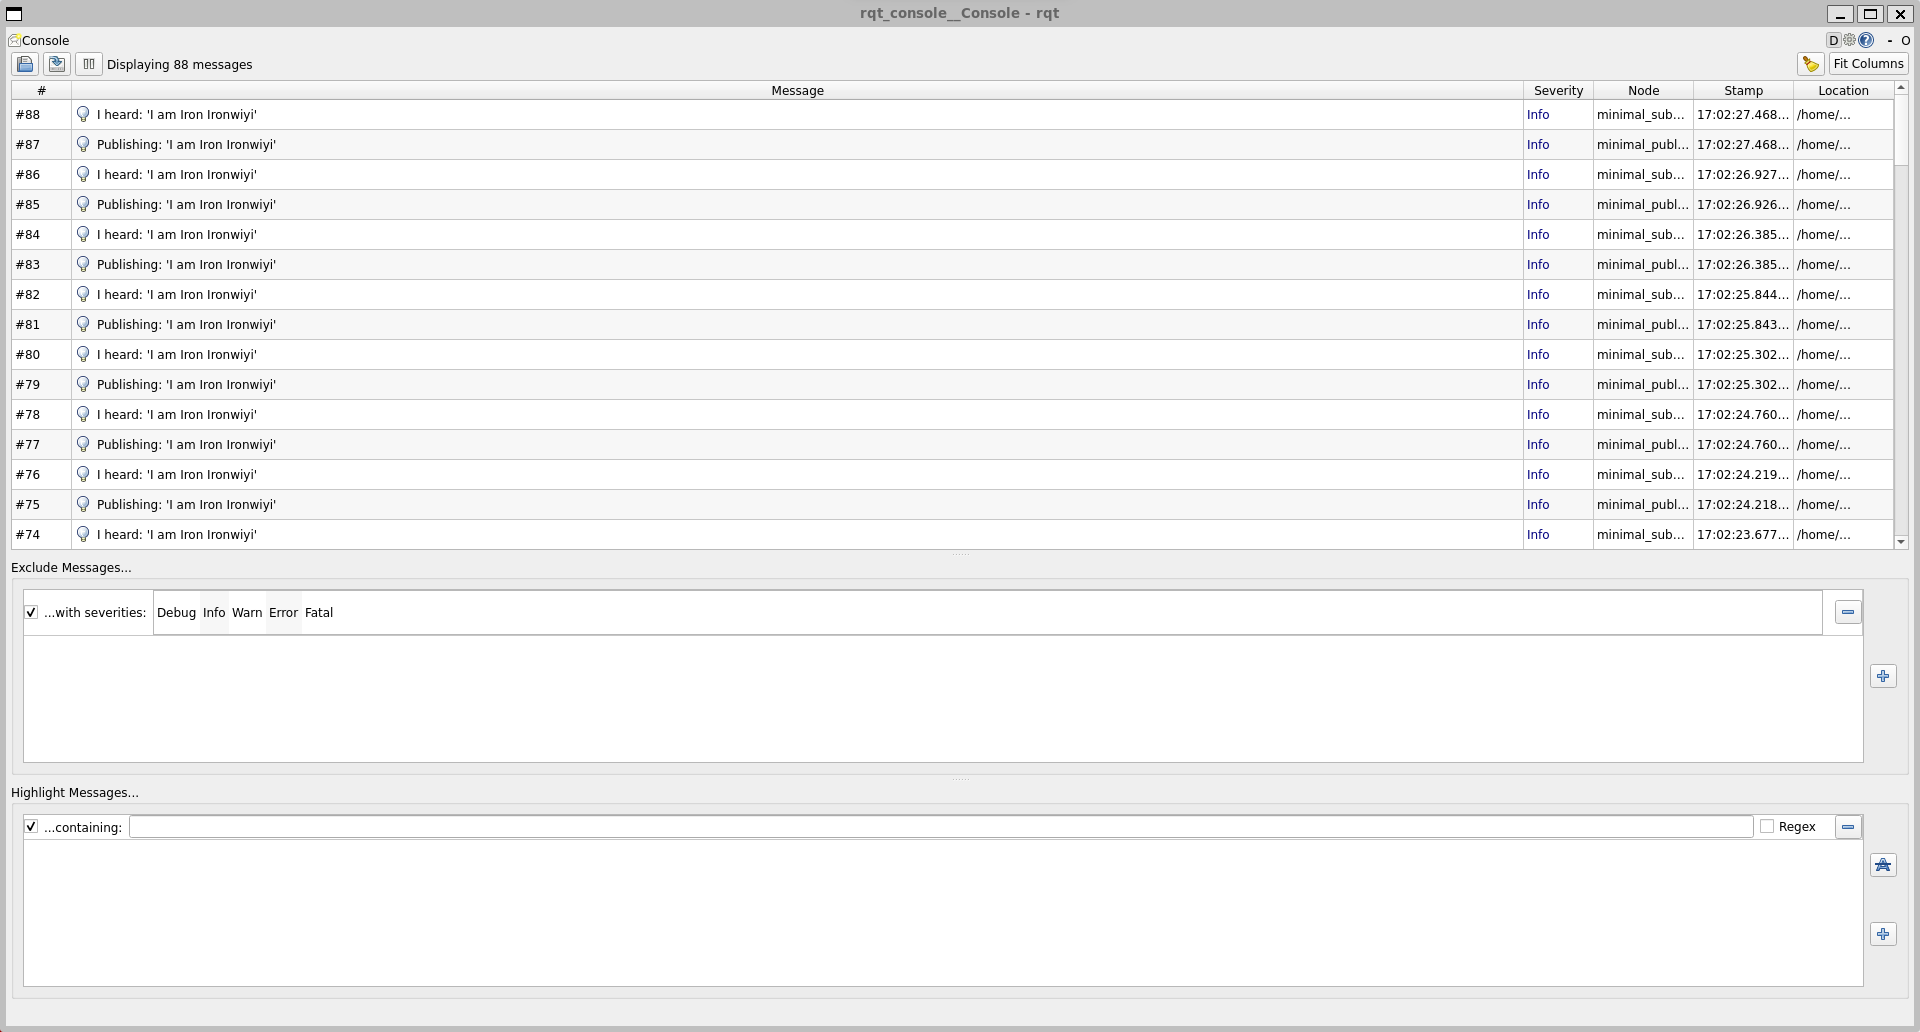 rqt_console__Console - rqt
Console D - O
Displaying 88 messages Fit Columns
# Message Severity Node Stamp Location
#88 I heard: 'I am Iron Ironwiyi' Info minimal_sub... 17:02:27.468... /home/...
#87 Publishing: 'I am Iron Ironwiyi' Info minimal_publ... 17:02:27.468... /home/...
#86 I heard: 'I am Iron Ironwiyi' Info minimal_sub... 17:02:26.927... /home/...
#85 Publishing: 'I am Iron Ironwiyi' Info minimal_publ... 17:02:26.926... /home/...
#84 I heard: 'I am Iron Ironwiyi' Info minimal_sub... 17:02:26.385... /home/...
#83 Publishing: 'I am Iron Ironwiyi' Info minimal_publ... 17:02:26.385... /home/...
#82 I heard: 'I am Iron Ironwiyi' Info minimal_sub... 17:02:25.844... /home/...
#81 Publishing: 'I am Iron Ironwiyi' Info minimal_publ... 17:02:25.843... /home/...
#80 I heard: 'I am Iron Ironwiyi' Info minimal_sub... 17:02:25.302... /home/...
#79 Publishing: 'I am Iron Ironwiyi' Info minimal_publ... 17:02:25.302... /home/...
#78 I heard: 'I am Iron Ironwiyi' Info minimal_sub... 17:02:24.760... /home/...
#77 Publishing: 'I am Iron Ironwiyi' Info minimal_publ... 17:02:24.760... /home/...
#76 I heard: 'I am Iron Ironwiyi' Info minimal_sub... 17:02:24.219... /home/...
#75 Publishing: 'I am Iron Ironwiyi' Info minimal_publ... 17:02:24.218... /home/...
#74 I heard: 'I am Iron Ironwiyi' Info minimal_sub... 17:02:23.677... /home/...
Exclude Messages...
...with severities: Debug Info Warn Error Fatal
Highlight Messages...
...containing: Regex